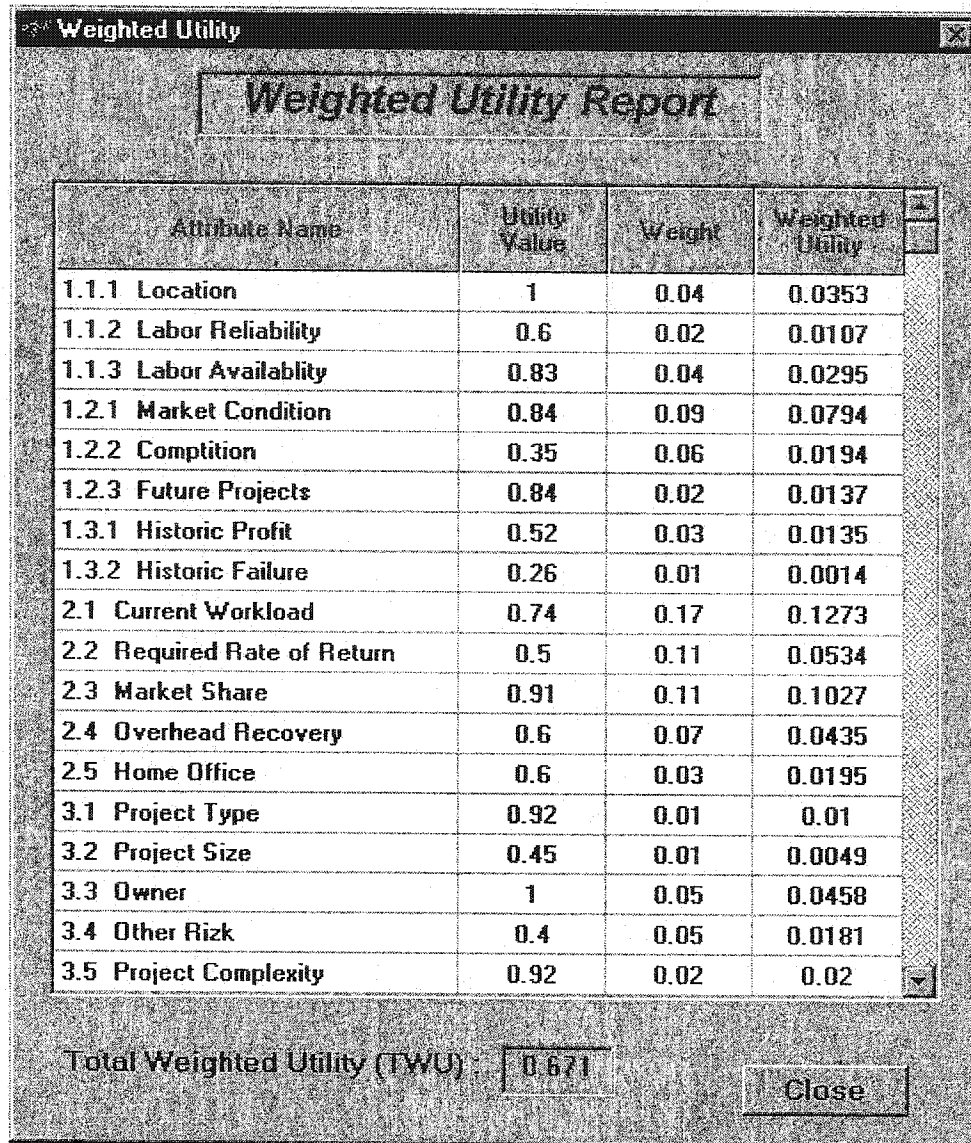 Weighted Utility
Weighted Utility Report
Attribute Name Utility Value Weight Weighted Utility
1.1.1 Location 1 0.04 0.0353
1.1.2 Labor Reliability 0.6 0.02 0.0107
1.1.3 Labor Availablity 0.83 0.04 0.0295
1.2.1 Market Condition 0.84 0.09 0.0794
1.2.2 Comptition 0.35 0.06 0.0194
1.2.3 Future Projects 0.84 0.02 0.0137
1.3.1 Historic Profit 0.52 0.03 0.0135
1.3.2 Historic Failure 0.26 0.01 0.0014
2.1 Current Workload 0.74 0.17 0.1273
2.2 Required Rate of Return 0.5 0.11 0.0534
2.3 Market Share 0.91 0.11 0.1027
2.4 Overhead Recovery 0.6 0.07 0.0435
2.5 Home Office 0.6 0.03 0.0195
3.1 Project Type 0.92 0.01 0.01
3.2 Project Size 0.45 0.01 0.0049
3.3 Owner 1 0.05 0.0458
3.4 Other Rizk 0.4 0.05 0.0181
3.5 Project Complexity 0.92 0.02 0.02
Total Weighted Utility (TWU) : 0.671
Close